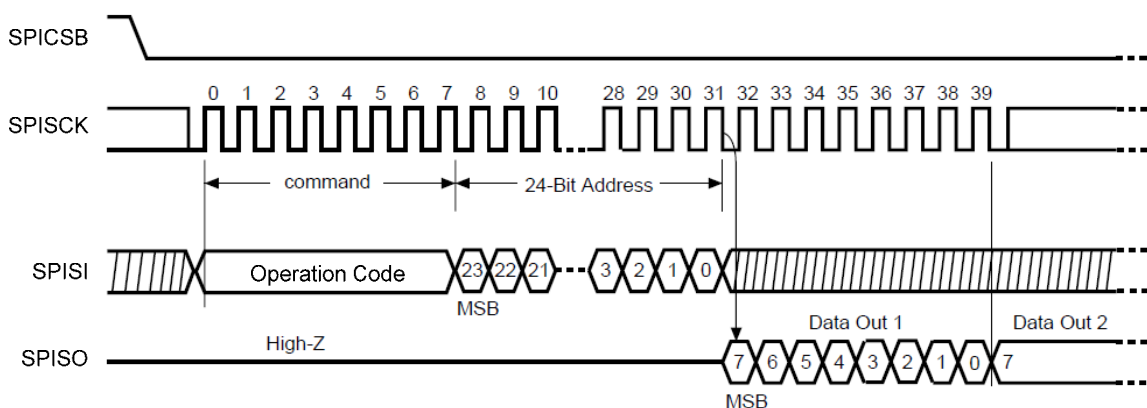 SPICSB
0 1 2 3 4 5 6 7 8 9 10 28 29 30 31 32 33 34 35 36 37 38 39
SPISCK
command 24-Bit Address
SPISI Operation Code 23 22 21 3 2 1 0
MSB
High-Z Data Out 1 Data Out 2
SPISO 7 6 5 4 3 2 1 0 7
MSB